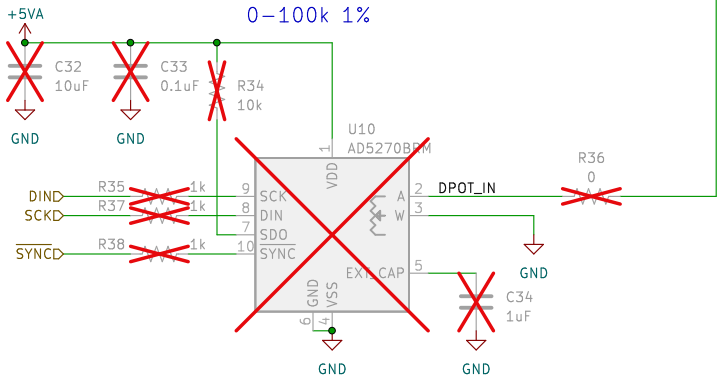 0-100k 1%
+5VA
C32
10uF
C33
0.1uF
R34
10k
GND
GND
U10
AD5270BRM
1
VDD
R36
0
DIN
R35
1k
9
SCK
A
2
DPOT_IN
SCK
R37
1k
8
DIN
W
3
7
SDO
SYNC
R38
1k
10
SYNC
GND
EXT_CAP
5
GND
VSS
C34
1uF
6
4
GND
GND